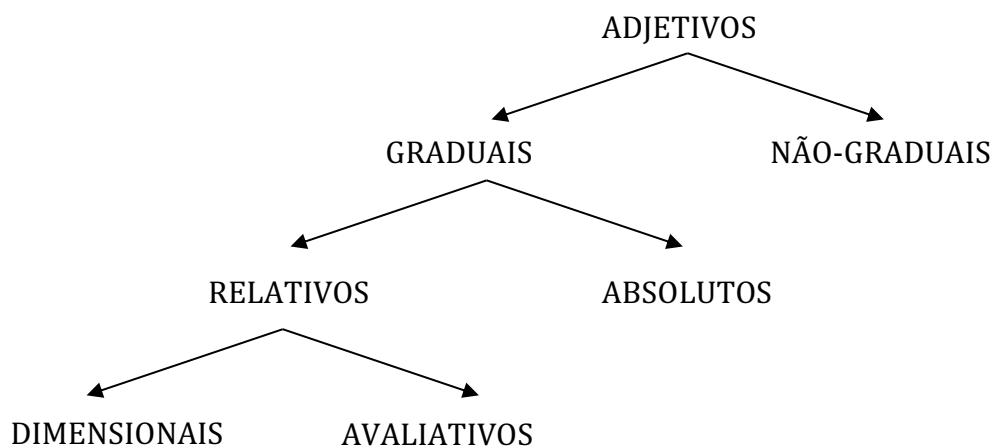 ADJETIVOS
GRADUAIS NÃO-GRADUAIS
RELATIVOS ABSOLUTOS
DIMENSIONAIS AVALIATIVOS